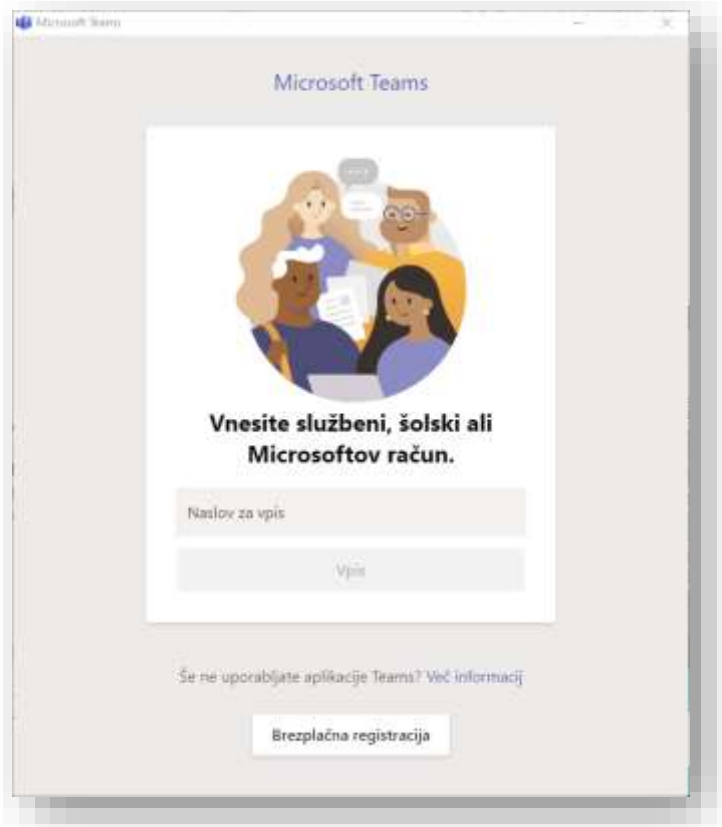 Microsoft Teams
Microsoft Teams
Vnesite službeni, šolski ali
Microsoftov račun.
Naslov za vpis
Vpis
Še ne uporabljate aplikacije Teams? Več informacij
Brezplačna registracija